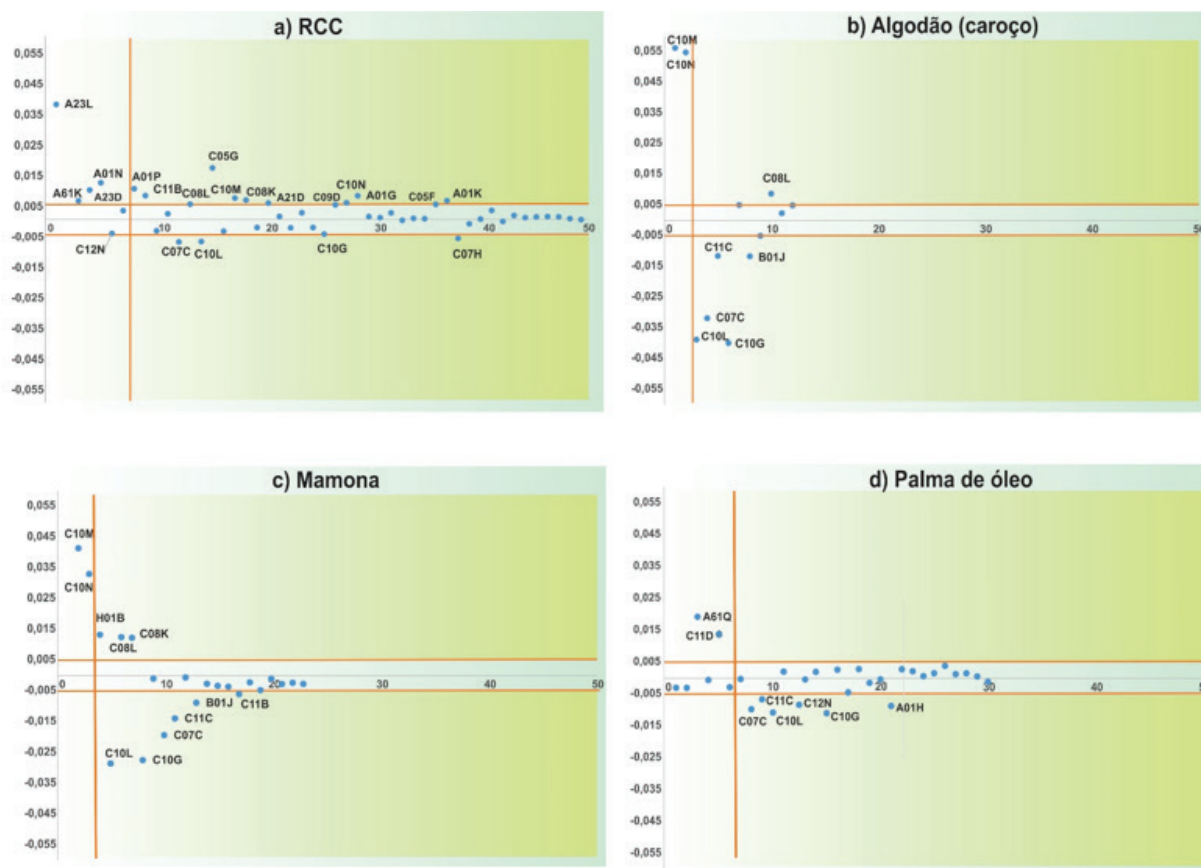 a) RCC
0,055
0,045
0,035
0,025
0,015
0,005
-0,005
-0,015
-0,025
-0,035
-0,045
-0,055
0 10 20 30 40 50
A23L
A01N
A61K
A23D
C12N
A01P
C11B
C08L
C05G
C10M
C08K
A21D
C09D
C10N
A01G
C05F
A01K
C07C
C10L
C10G
C07H
b) Algodão (caroço)
0,055
0,045
0,035
0,025
0,015
0,005
-0,005
-0,015
-0,025
-0,035
-0,045
-0,055
0 10 20 30 40 50
C10M
C10N
C08L
C11C
B01J
C07C
C10L
C10G
c) Mamona
0,055
0,045
0,035
0,025
0,015
0,005
-0,005
-0,015
-0,025
-0,035
-0,045
-0,055
0 10 20 30 40 50
C10M
C10N
H01B
C08K
C08L
B01J
C11B
C11C
C07C
C10L
C10G
d) Palma de óleo
0,055
0,045
0,035
0,025
0,015
0,005
-0,005
-0,015
-0,025
-0,035
-0,045
-0,055
0 10 20 30 40 50
A61Q
C11D
C11C
C12N
C07C
C10L
C10G
A01H